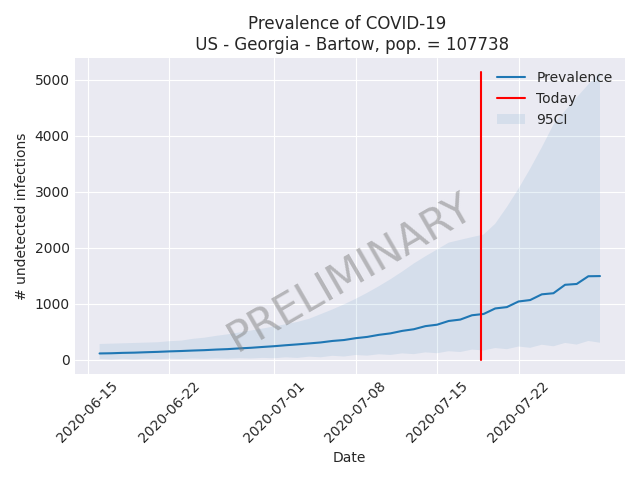 Prevalence of COVID-19
US - Georgia - Bartow, pop. = 107738
Prevalence
Today
95CI
# undetected infections
5000
4000
3000
2000
1000
0
PRELIMINARY
2020-06-15
2020-06-22
2020-07-01
2020-07-08
2020-07-15
2020-07-22
Date